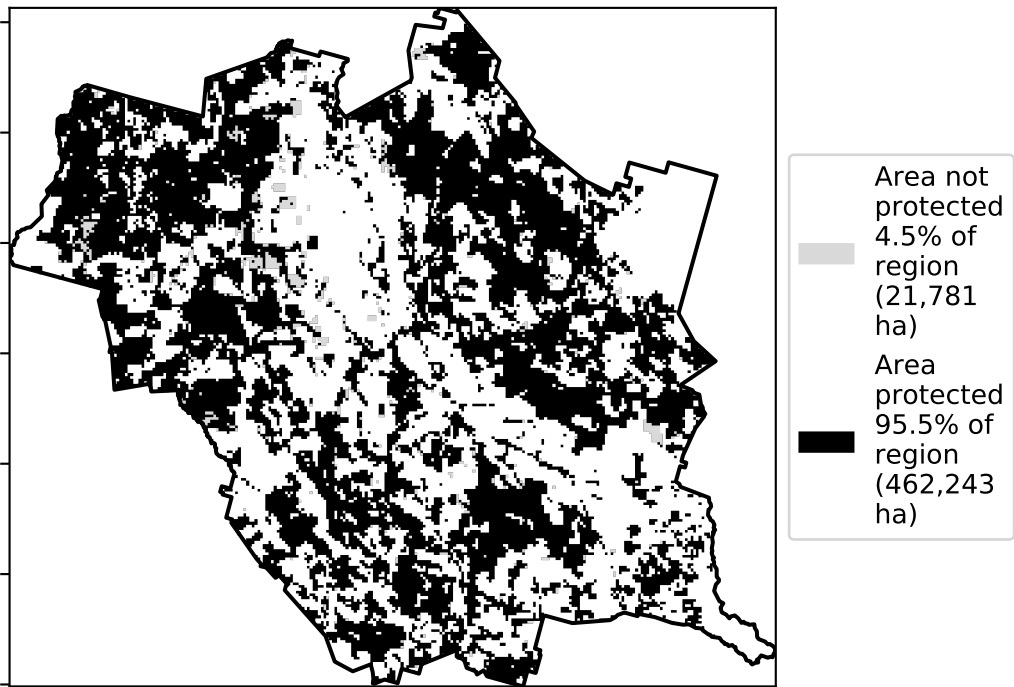 Area not
protected
4.5% of
region
(21,781
ha)
Area
protected
95.5% of
region
(462,243
ha)